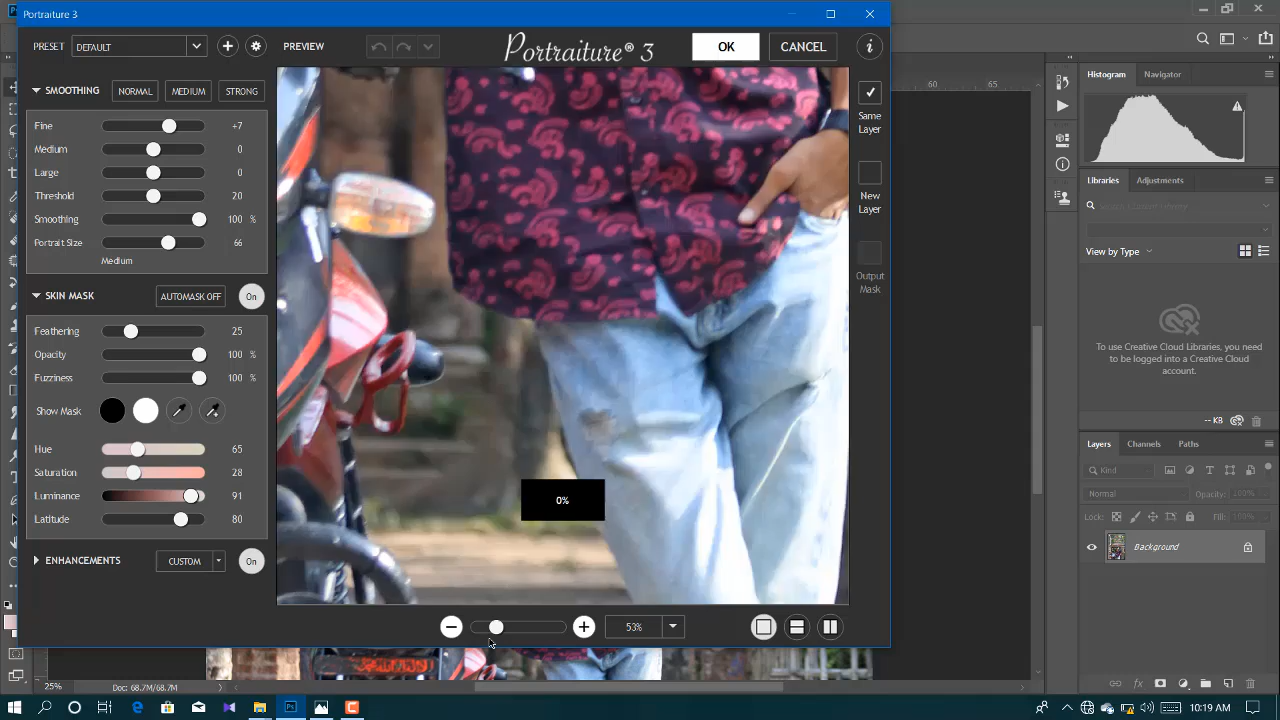 Portraiture 3
PRESET
DEFAULT
PREVIEW
Portraiture® 3
OK
CANCEL
SMOOTHING
NORMAL
MEDIUM
STRONG
Fine
+7
Medium
0
Large
0
Threshold
20
Smoothing
100 %
Portrait Size
66
Medium
SKIN MASK
AUTOMASK OFF
On
Feathering
25
Opacity
100 %
Fuzziness
100 %
Show Mask
Hue
65
Saturation
28
Luminance
91
Latitude
80
ENHANCEMENTS
CUSTOM
On
0%
53%
Same
Layer
New
Layer
Output
Mask
60
65
Histogram
Navigator
Libraries
Adjustments
View by Type
To use Creative Cloud Libraries, you
need to be logged into a Creative Cloud
account.
-- KB
Layers
Channels
Paths
Kind
Normal
Opacity: 100%
Lock:
Fill: 100%
Background
25%
Doc: 68.7M/68.7M
10:19 AM